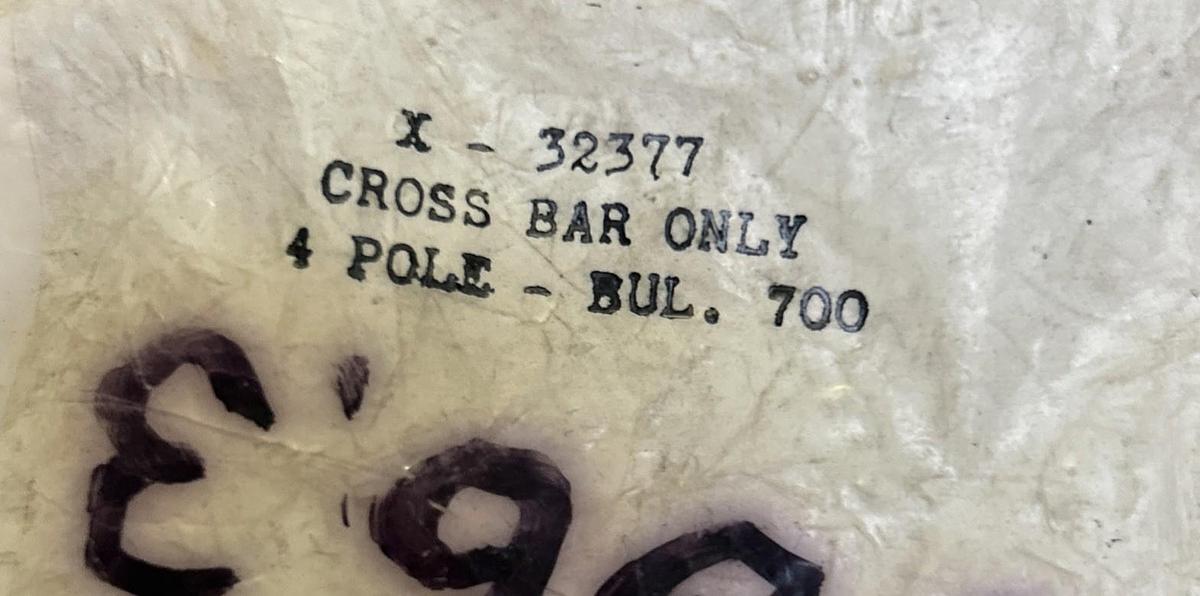 X - 32377
CROSS BAR ONLY
4 POLE - BUL. 700